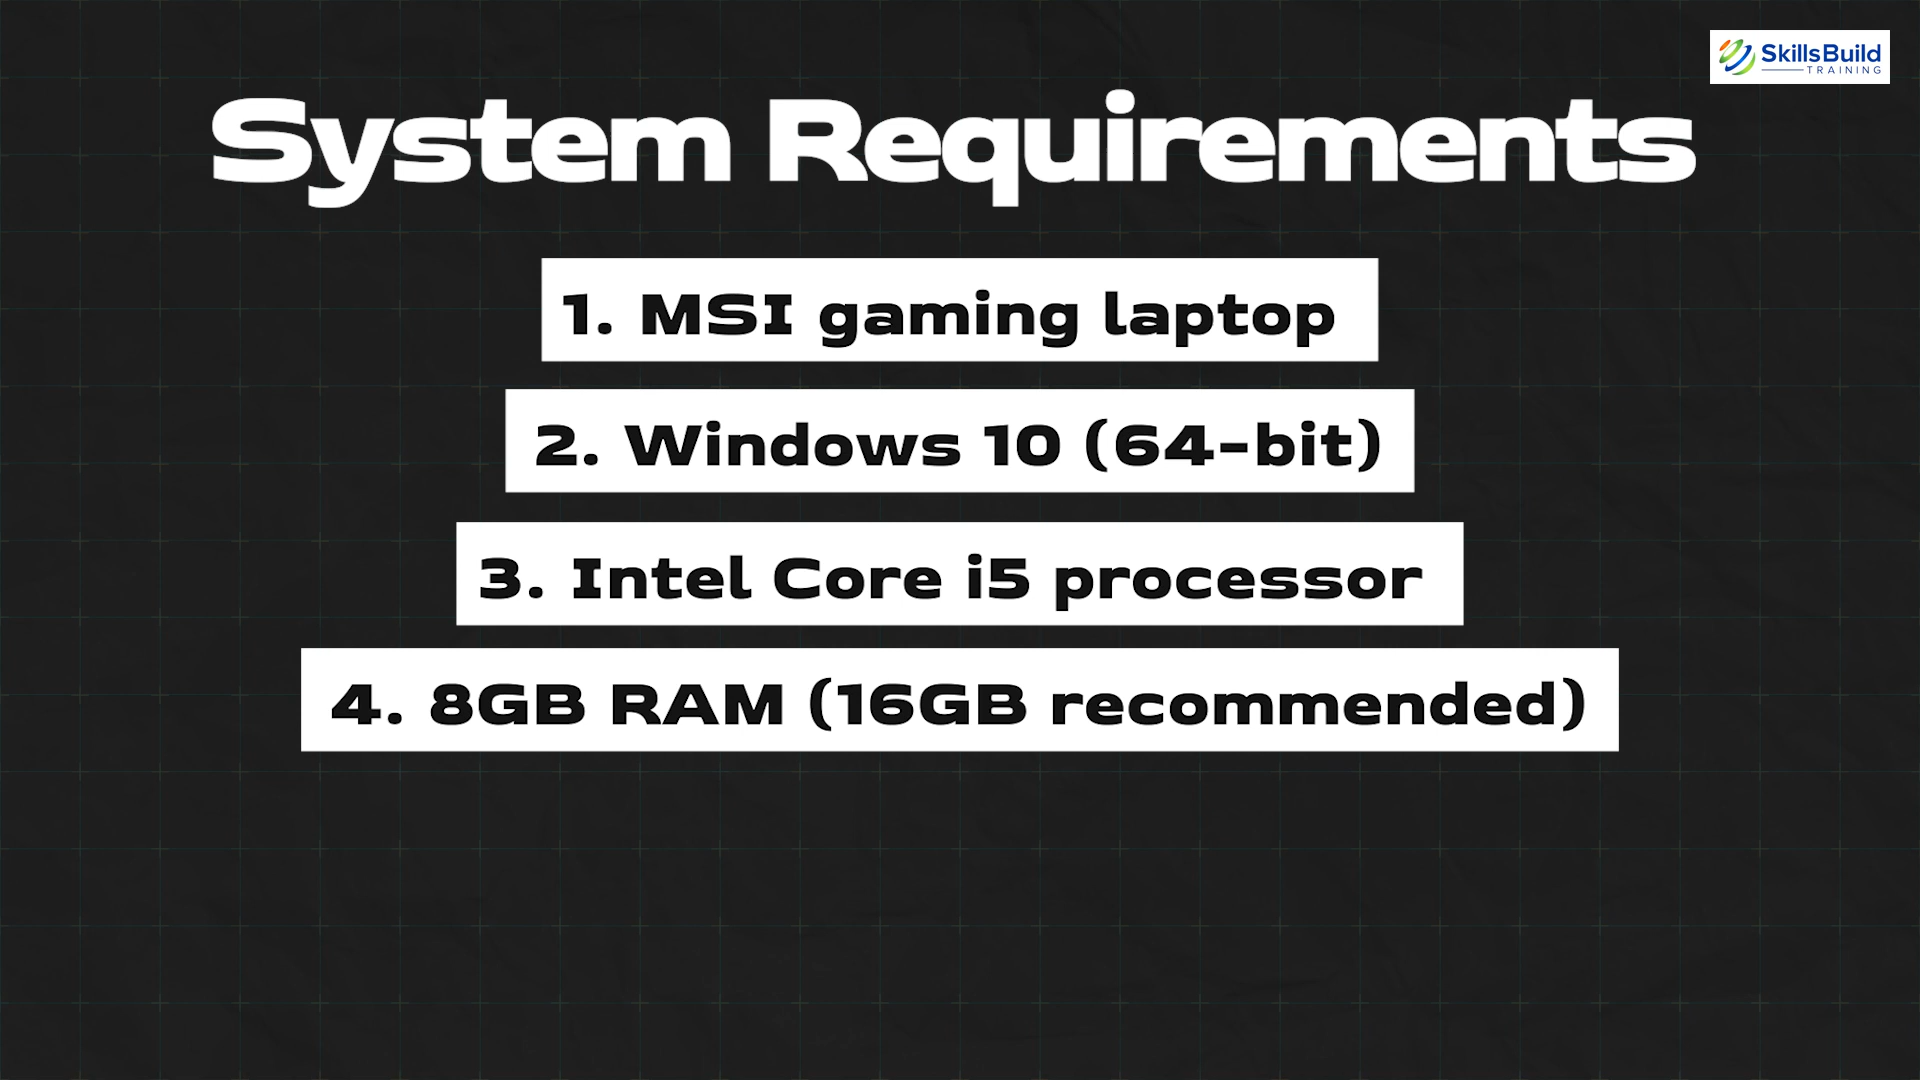 SkillsBuild
TRAINING
System Requirements
1. MSI gaming laptop
2. Windows 10 (64-bit)
3. Intel Core i5 processor
4. 8GB RAM (16GB recommended)